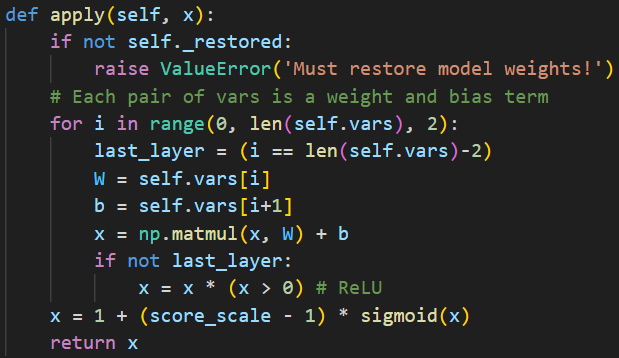 def apply(self, x):
    if not self._restored:
        raise ValueError('Must restore model weights!')
    # Each pair of vars is a weight and bias term
    for i in range(0, len(self.vars), 2):
        last_layer = (i == len(self.vars)-2)
        W = self.vars[i]
        b = self.vars[i+1]
        x = np.matmul(x, W) + b
        if not last_layer:
            x = x * (x > 0) # ReLU
    x = 1 + (score_scale - 1) * sigmoid(x)
    return x